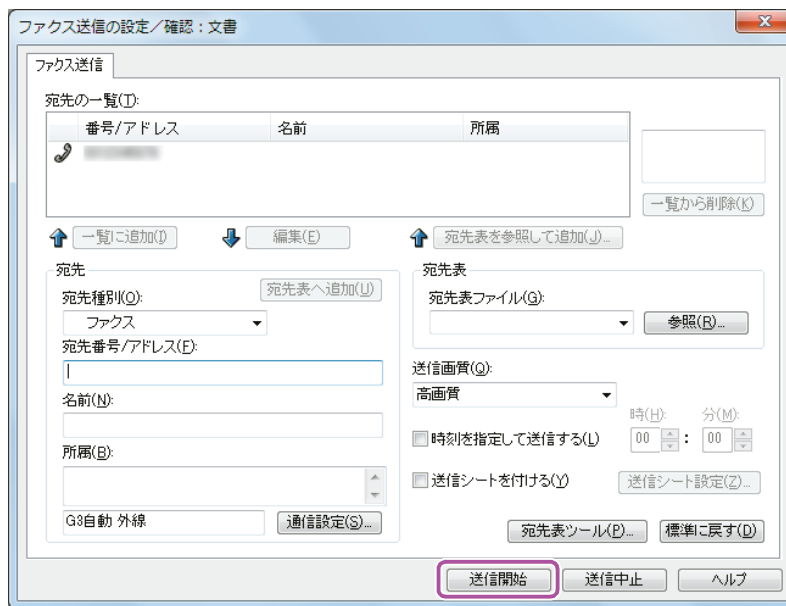 ファクス送信の設定／確認：文書
ファクス送信
宛先の一覧(T):
番号/アドレス 名前 所属
一覧から削除(K)
一覧に追加(I) 編集(E) 宛先表を参照して追加(J)...
宛先
宛先種別(O):
宛先表へ追加(U)
ファクス
宛先番号/アドレス(F):
名前(N):
所属(B):
G3自動 外線
通信設定(S)...
宛先表
宛先表ファイル(G):
参照(R)...
送信画質(Q):
高画質
時(H): 分(M):
時刻を指定して送信する(L) 00 : 00
送信シートを付ける(Y) 送信シート設定(Z)...
宛先表ツール(P)... 標準に戻す(D)
送信開始 送信中止 ヘルプ